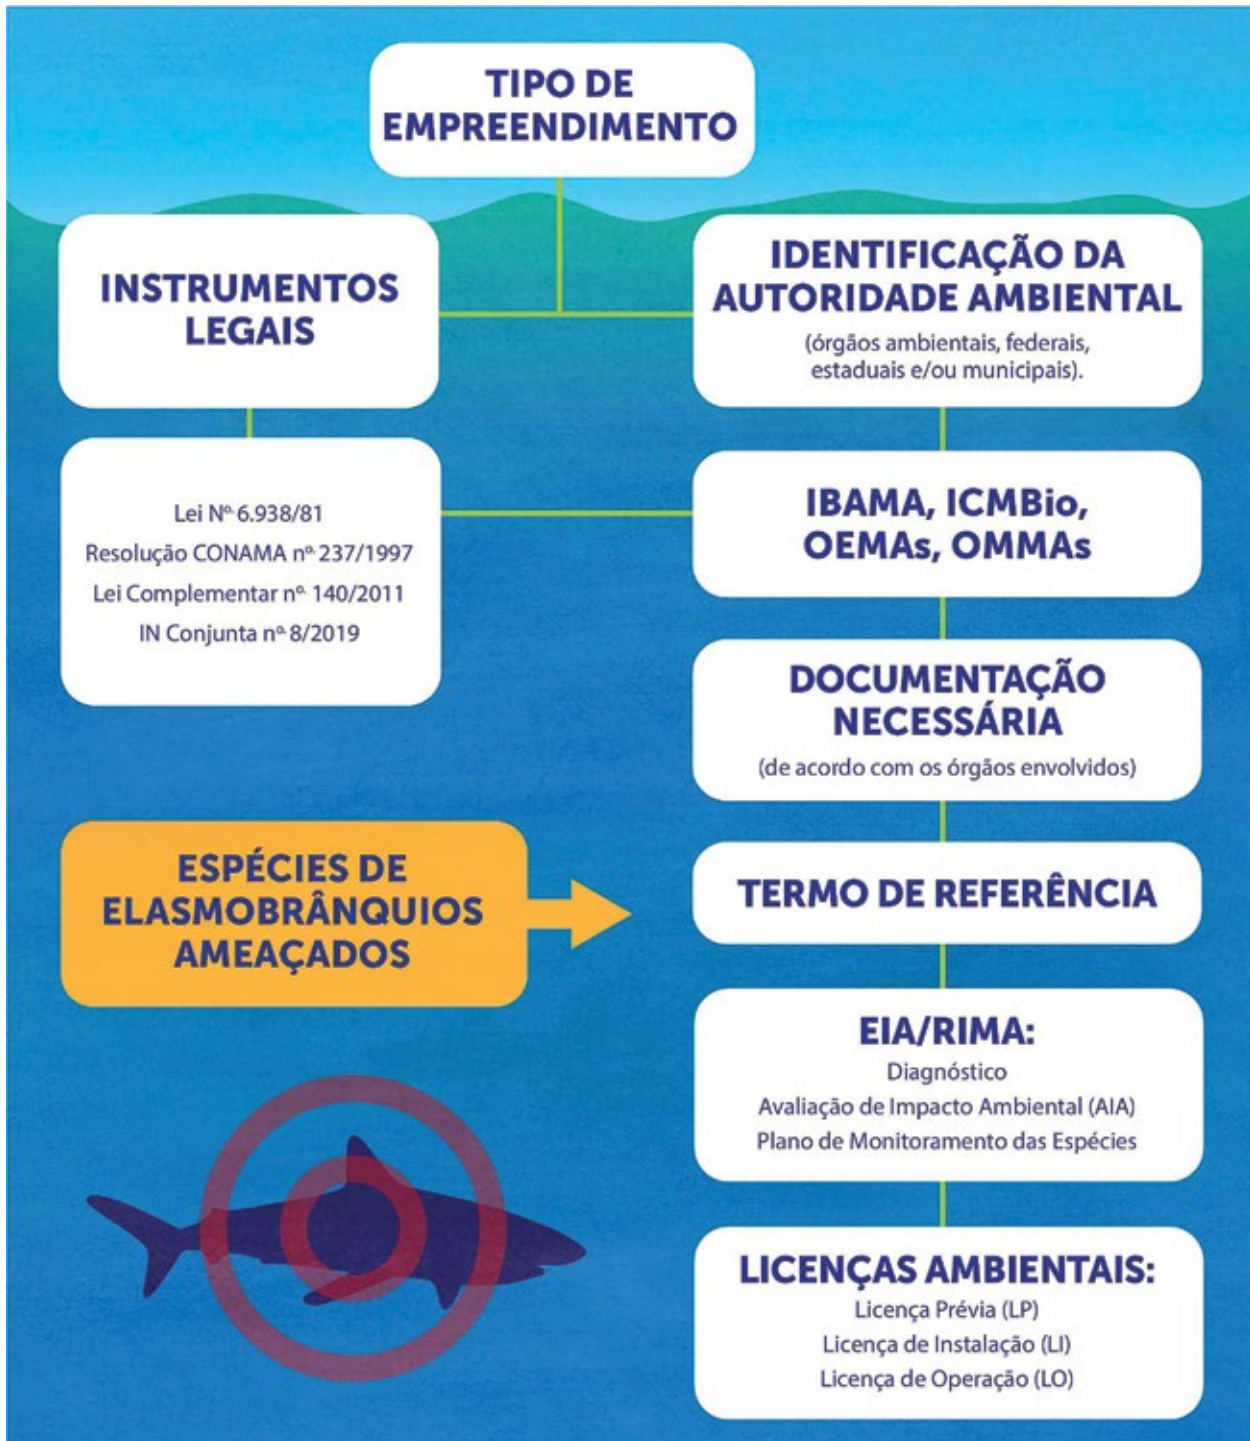 TIPO DE
EMPREENDIMENTO
INSTRUMENTOS
LEGAIS
IDENTIFICAÇÃO DA
AUTORIDADE AMBIENTAL
(órgãos ambientais, federais,
estaduais e/ou municipais).
Lei Nº 6.938/81
Resolução CONAMA nº 237/1997
Lei Complementar nº 140/2011
IN Conjunta nº 8/2019
IBAMA, ICMBio,
OEMAs, OMMAs
DOCUMENTAÇÃO
NECESSÁRIA
(de acordo com os órgãos envolvidos)
ESPÉCIES DE
ELASMOBRÂNQUIOS
AMEAÇADOS
TERMO DE REFERÊNCIA
EIA/RIMA:
Diagnóstico
Avaliação de Impacto Ambiental (AIA)
Plano de Monitoramento das Espécies
LICENÇAS AMBIENTAIS:
Licença Prévia (LP)
Licença de Instalação (LI)
Licença de Operação (LO)